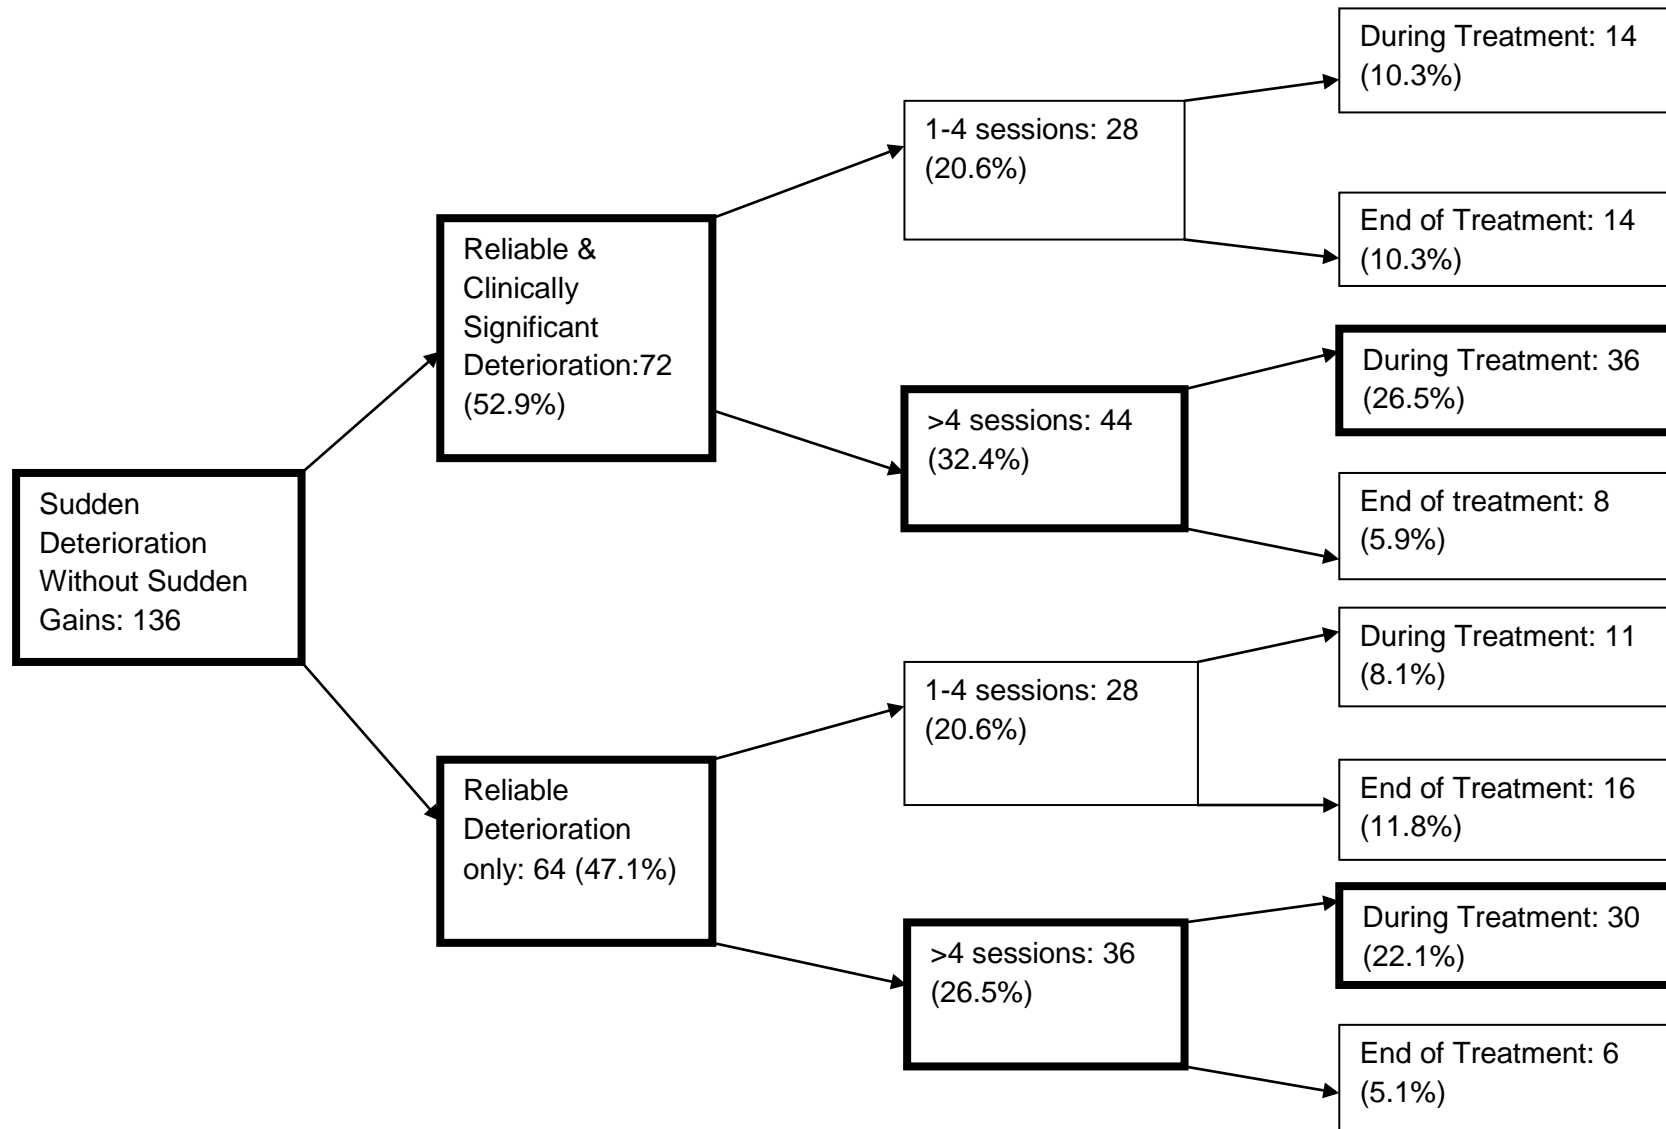 Sudden
Deterioration
Without Sudden
Gains: 136
Reliable &
Clinically
Significant
Deterioration:72
(52.9%)
Reliable
Deterioration
only: 64 (47.1%)
1-4 sessions: 28
(20.6%)
>4 sessions: 44
(32.4%)
1-4 sessions: 28
(20.6%)
>4 sessions: 36
(26.5%)
During Treatment: 14
(10.3%)
End of Treatment: 14
(10.3%)
During Treatment: 36
(26.5%)
End of treatment: 8
(5.9%)
During Treatment: 11
(8.1%)
End of Treatment: 16
(11.8%)
During Treatment: 30
(22.1%)
End of Treatment: 6
(5.1%)